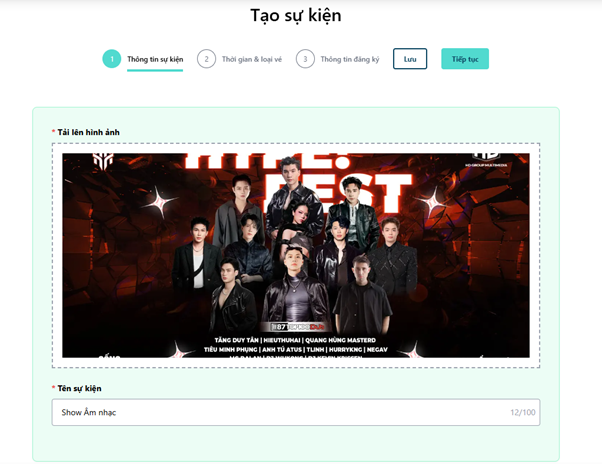 Tạo sự kiện
1 Thông tin sự kiện 2 Thời gian & loại vé 3 Thông tin đăng ký Lưu Tiếp tục
* Tải lên hình ảnh
HYPE!
FEST
TĂNG DUY TÂN | HIEUTHUHAI | QUANG HÙNG MASTERD
TIÊU MINH PHỤNG | ANH TÚ ATUS | TLINH | HURRYKNG | NEGAV
* Tên sự kiện
Show Âm nhạc 12/100